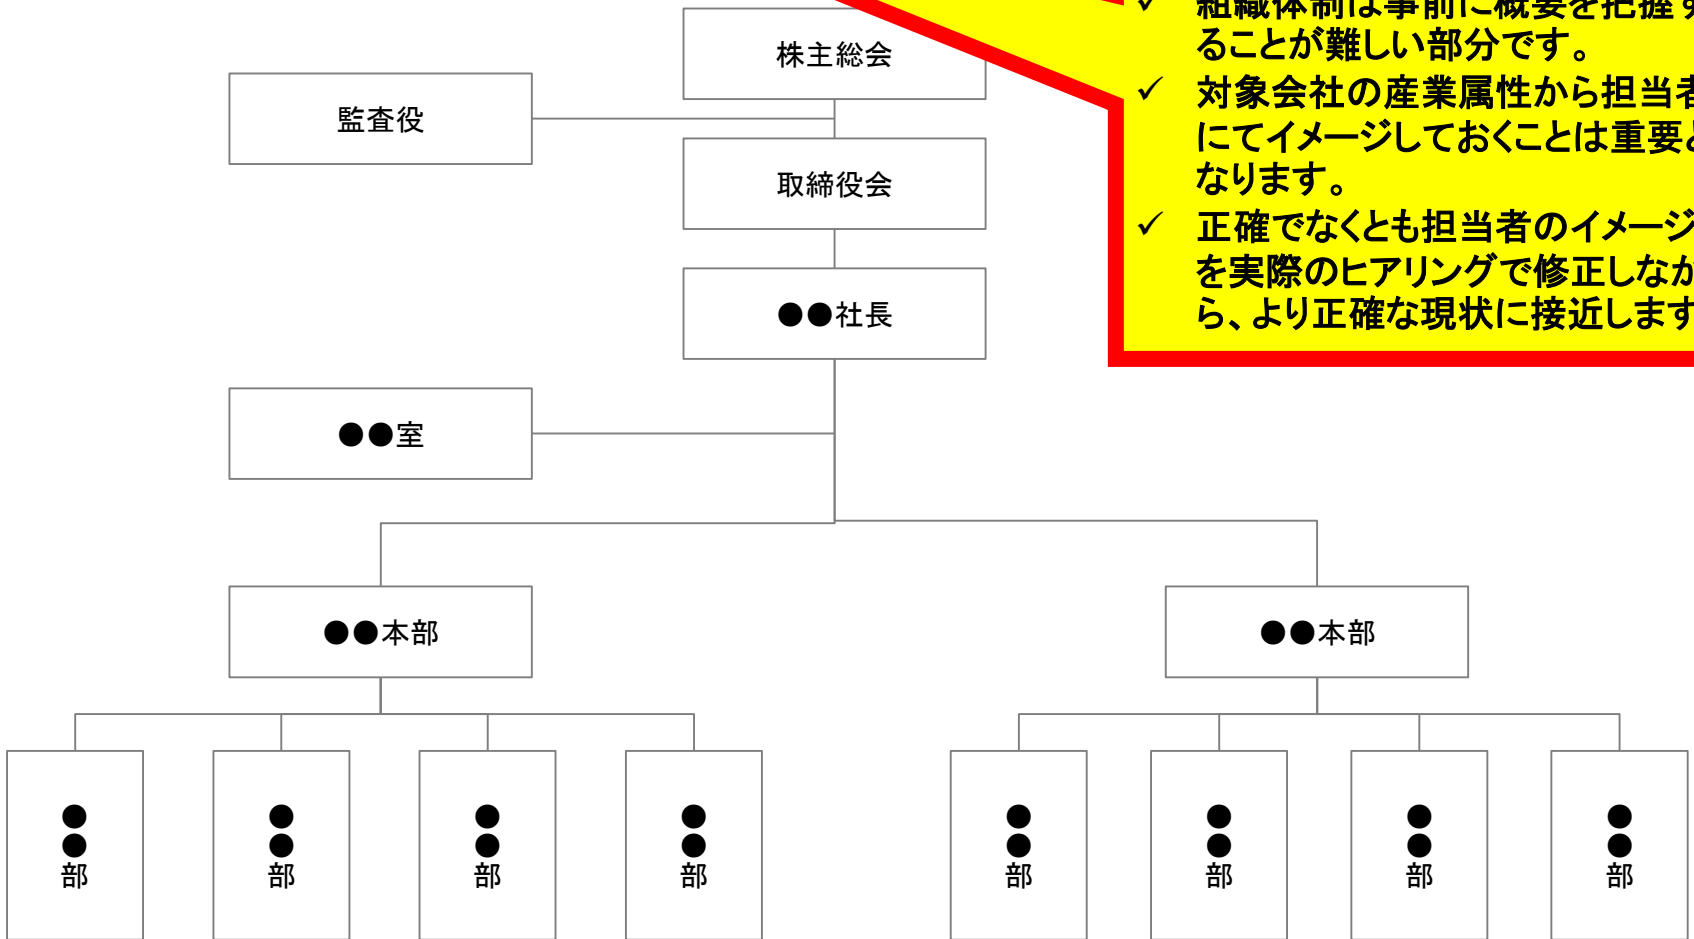 株主総会
監査役
取締役会
●●社長
●●室
●●本部
●●本部
●●部
●●部
●●部
●●部
●●部
●●部
●●部
●●部
✓ 組織体制は事前に概要を把握す
ることが難しい部分です。
✓ 対象会社の産業属性から担当者
にてイメージしておくことは重要と
なります。
✓ 正確でなくとも担当者のイメージ
を実際のヒアリングで修正しなが
ら、より正確な現状に接近します